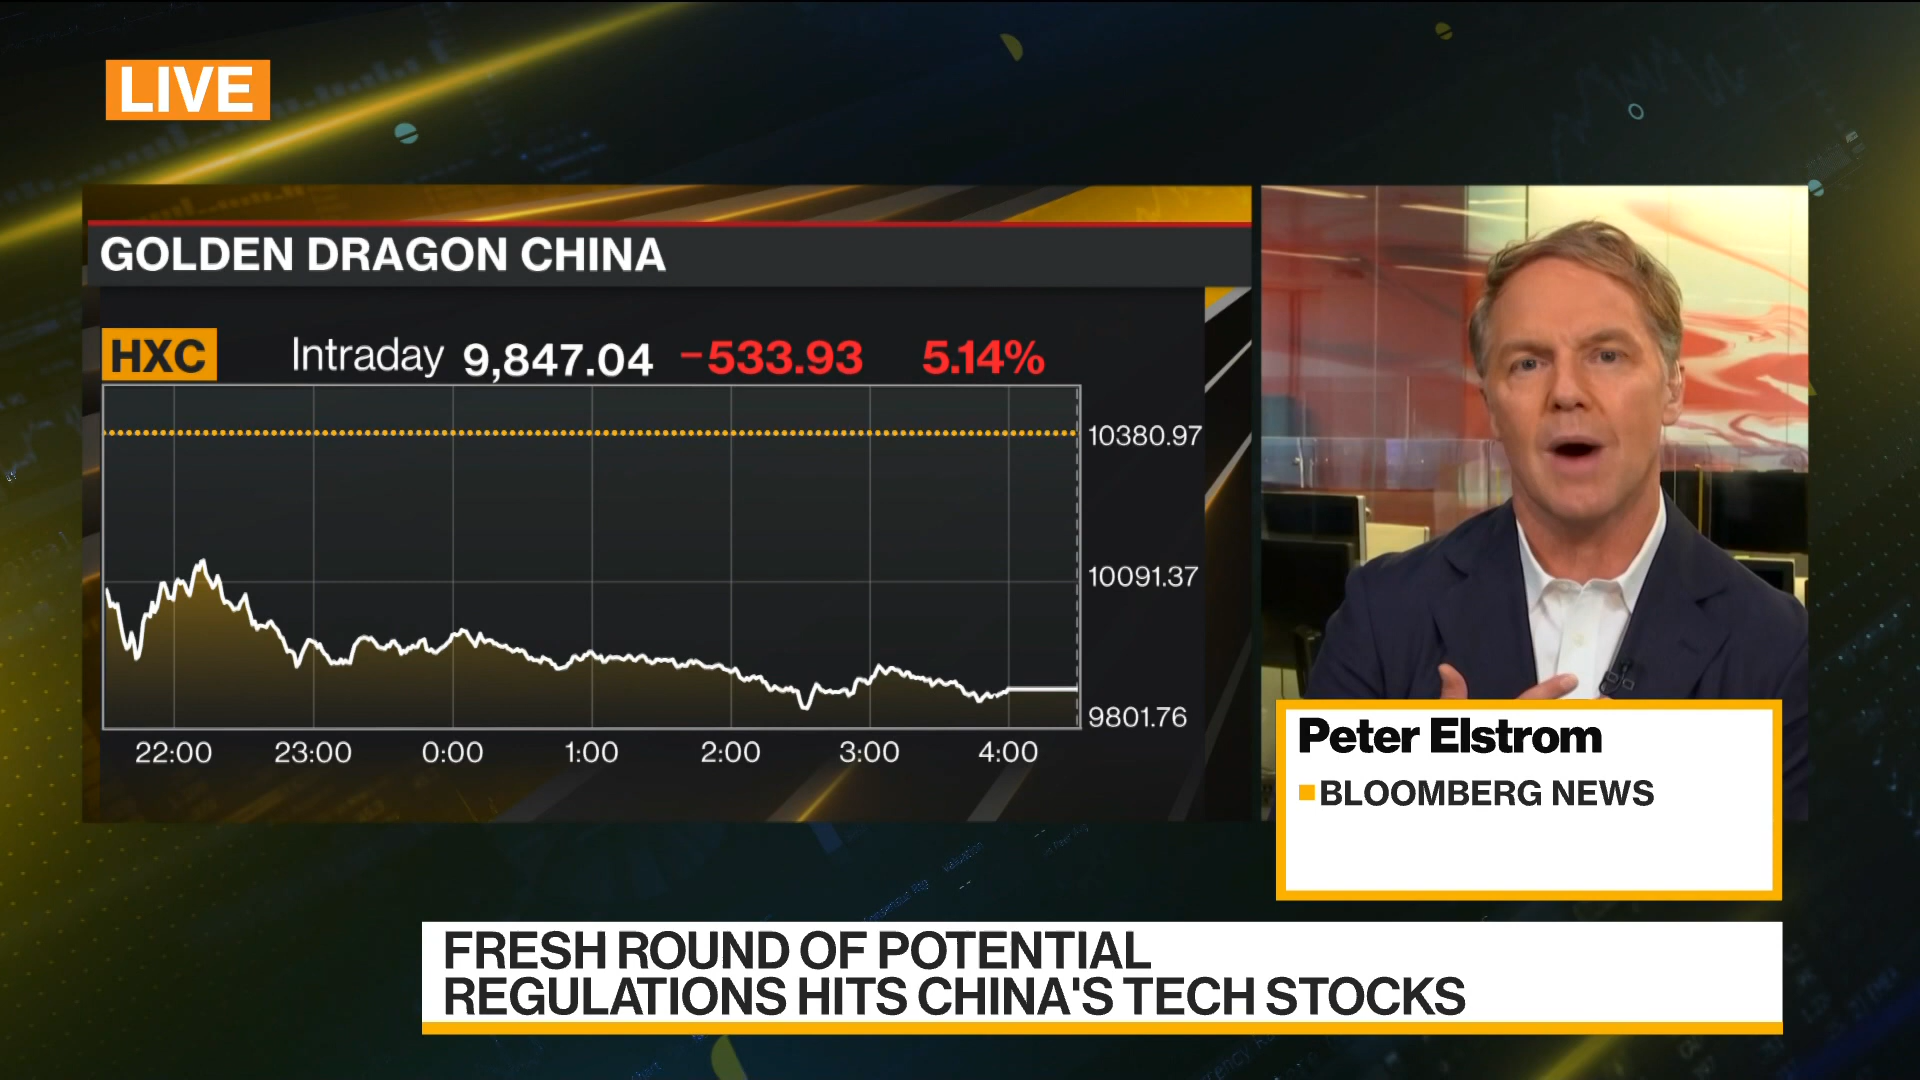 LIVE
GOLDEN DRAGON CHINA
HXC Intraday 9,847.04 -533.93 5.14%
10380.97
10091.37
9801.76
22:00 23:00 0:00 1:00 2:00 3:00 4:00
Peter Elstrom
BLOOMBERG NEWS
FRESH ROUND OF POTENTIAL
REGULATIONS HITS CHINA'S TECH STOCKS
valuation